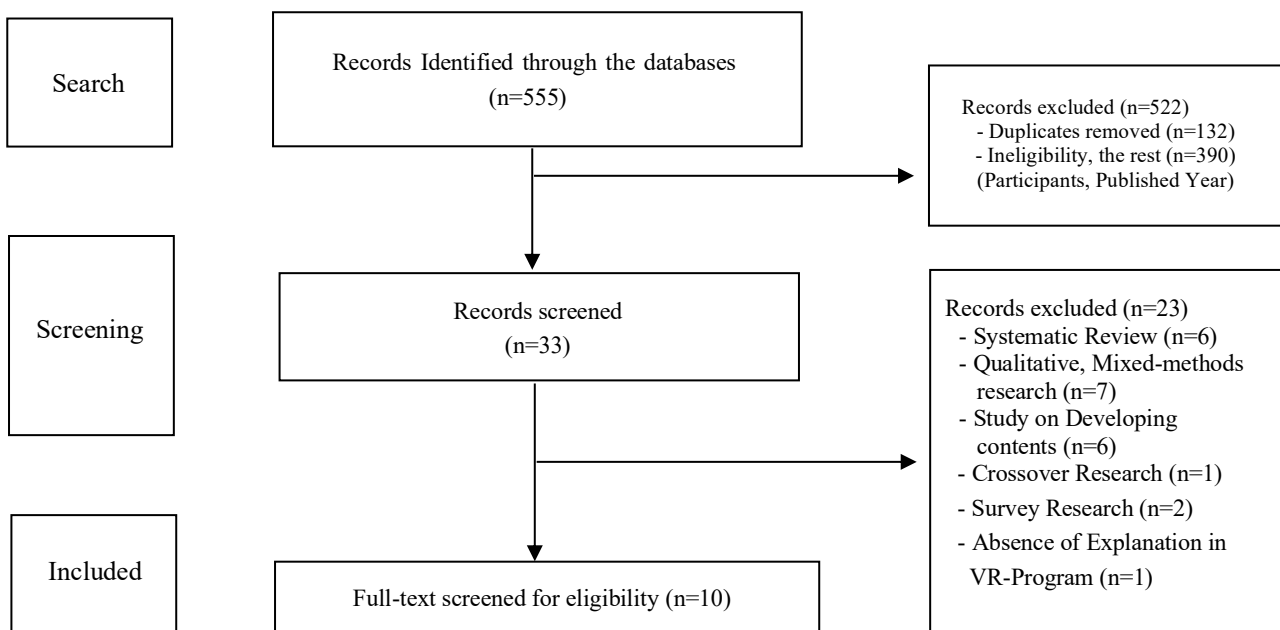 Search
Records Identified through the databases
(n=555)
Records excluded (n=522)
- Duplicates removed (n=132)
- Ineligibility, the rest (n=390)
(Participants, Published Year)
Screening
Records screened
(n=33)
Records excluded (n=23)
- Systematic Review (n=6)
- Qualitative, Mixed-methods
research (n=7)
- Study on Developing
contents (n=6)
- Crossover Research (n=1)
- Survey Research (n=2)
- Absence of Explanation in
VR-Program (n=1)
Included
Full-text screened for eligibility (n=10)